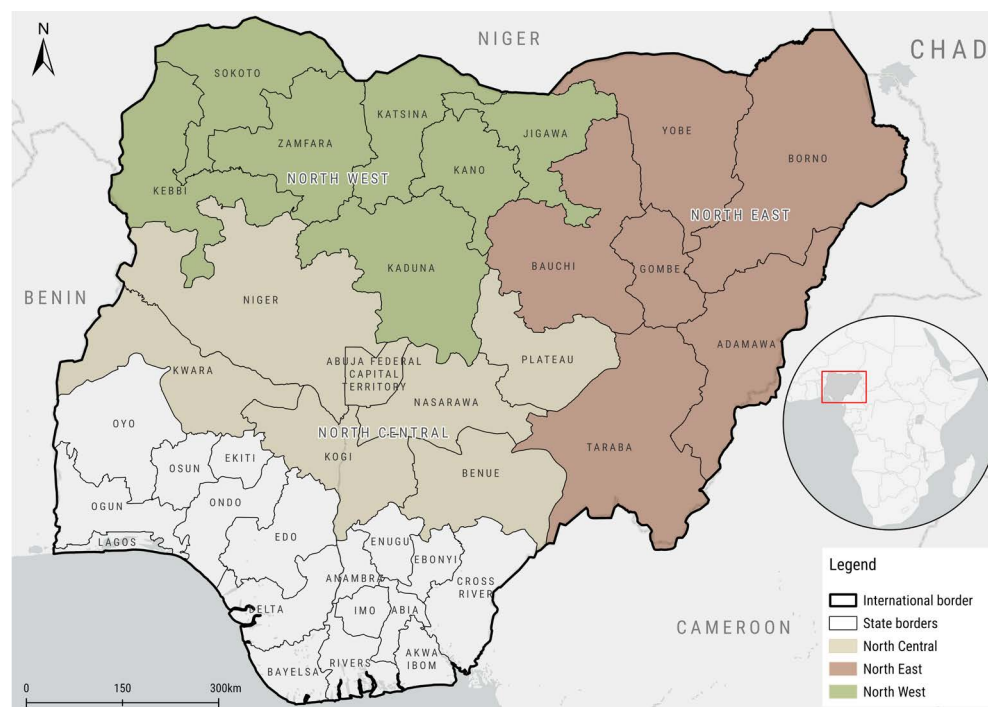 N
NIGER
CHAD
SOKOTO
KATSINA
ZAMFARA
JIGAWA
YOBE
KANO
BORNO
NORTH WEST
KEBBI
NORTH EAST
KADUNA
BAUCHI
GOMBE
BENIN
NIGER
ADAMAWA
PLATEAU
ABUJA FEDERAL
CAPITAL
TERRITORY
KWARA
NASARAWA
OYO
NORTH CENTRAL
KOGI
TARABA
EKITI
OSUN
BENUE
OGUN
ONDO
EDO
LAGOS
ENUGU
EBONYI
ANAMBRA
CROSS
RIVER
DELTA
IMO
ABIA
AKWA
IBOM
RIVERS
BAYELSA
CAMEROON
Legend
International border
State borders
North Central
North East
North West
0
150
300km